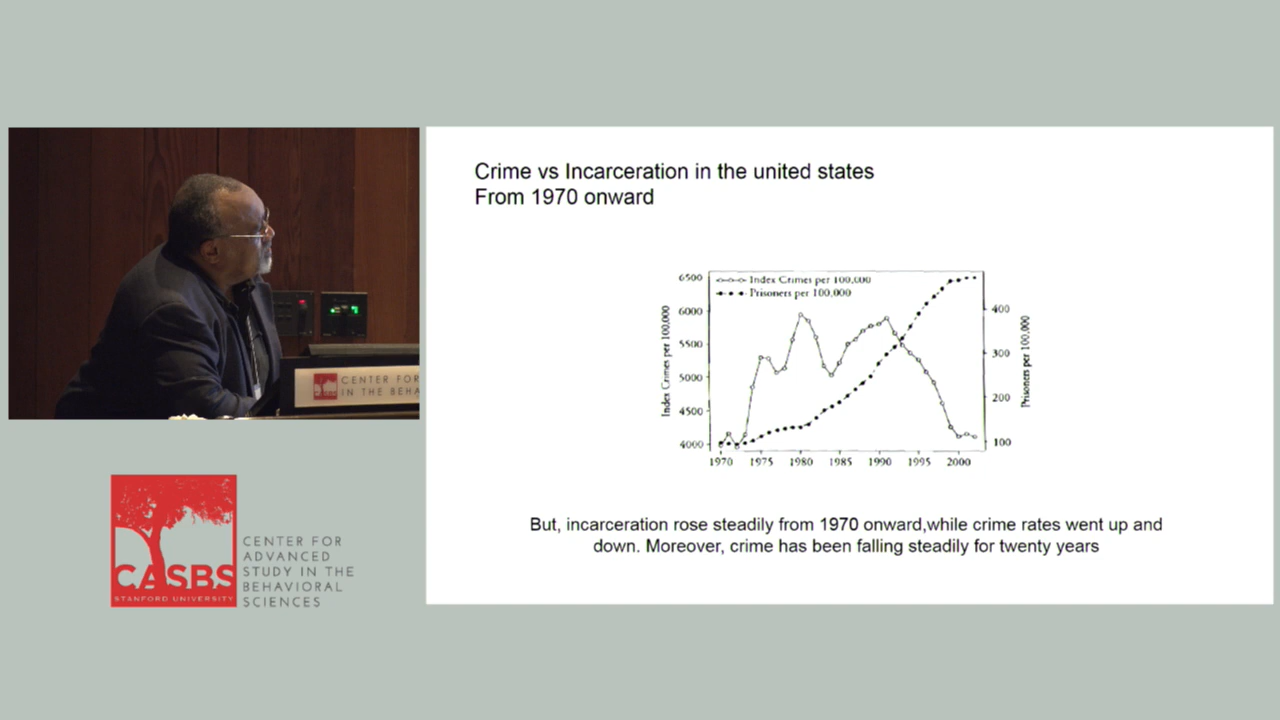 Crime vs Incarceration in the united states
From 1970 onward
Index Crimes per 100,000
Prisoners per 100,000
6500
6000
5500
5000
4500
4000
Index Crimes per 100,000
400
300
200
100
Prisoners per 100,000
1970 1975 1980 1985 1990 1995 2000
But, incarceration rose steadily from 1970 onward,while crime rates went up and
down. Moreover, crime has been falling steadily for twenty years
CENTER FOR
IN THE BEHA
CASBS
STANFORD UNIVERSITY
CENTER FOR
ADVANCED
STUDY IN THE
BEHAVIORAL
SCIENCES